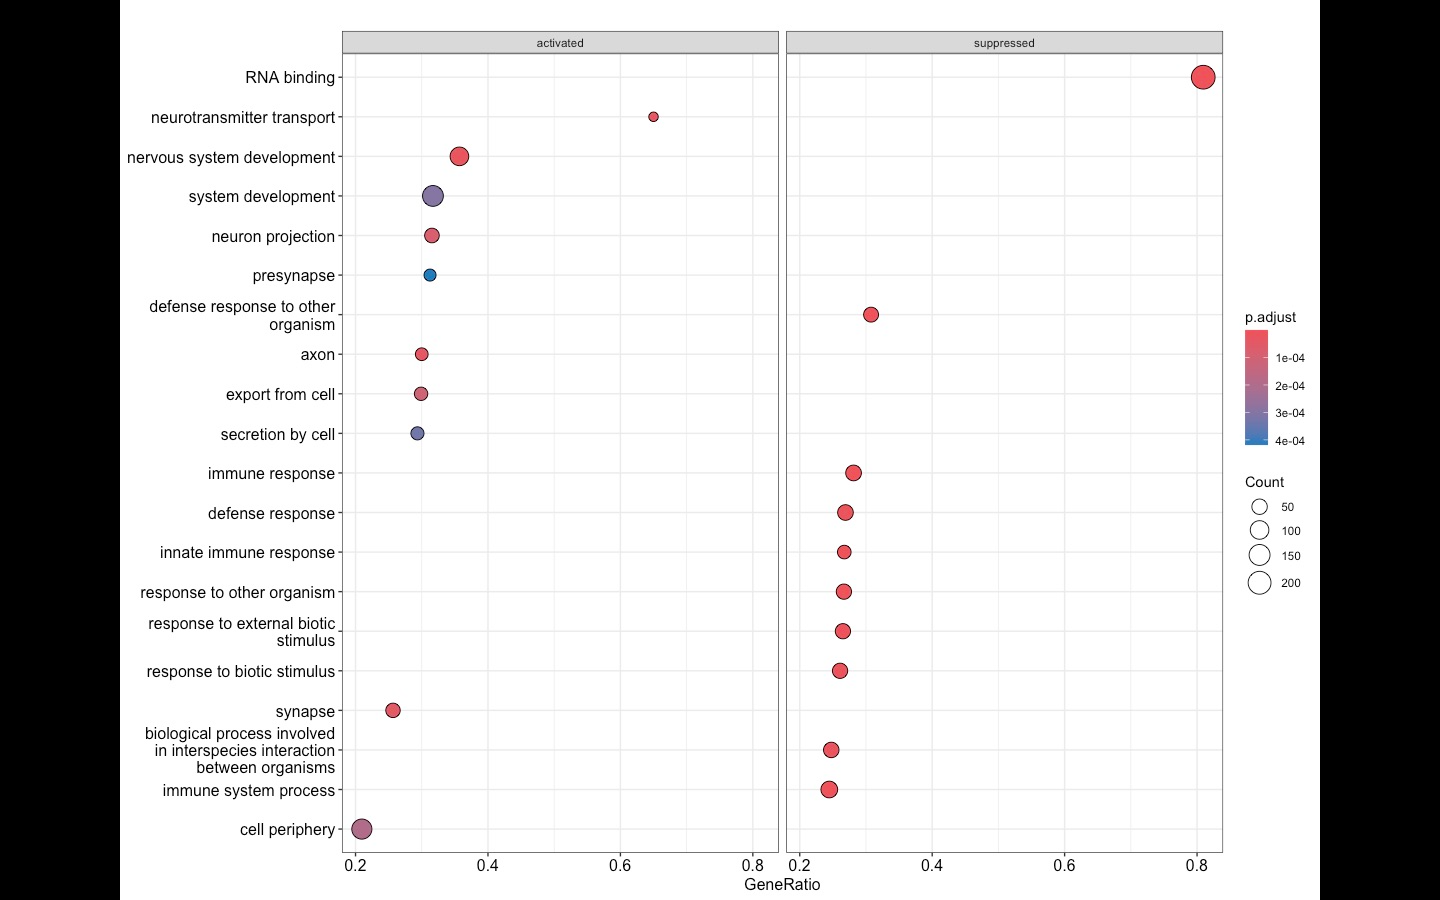 activated
suppressed
RNA binding
neurotransmitter transport
nervous system development
system development
neuron projection
presynapse
defense response to other
organism
axon
export from cell
secretion by cell
immune response
defense response
innate immune response
response to other organism
response to external biotic
stimulus
response to biotic stimulus
synapse
biological process involved
in interspecies interaction
between organisms
immune system process
cell periphery
0.2 0.4 0.6 0.8 0.2 0.4 0.6 0.8
GeneRatio
p.adjust
1e-04
2e-04
3e-04
4e-04
Count
50
100
150
200